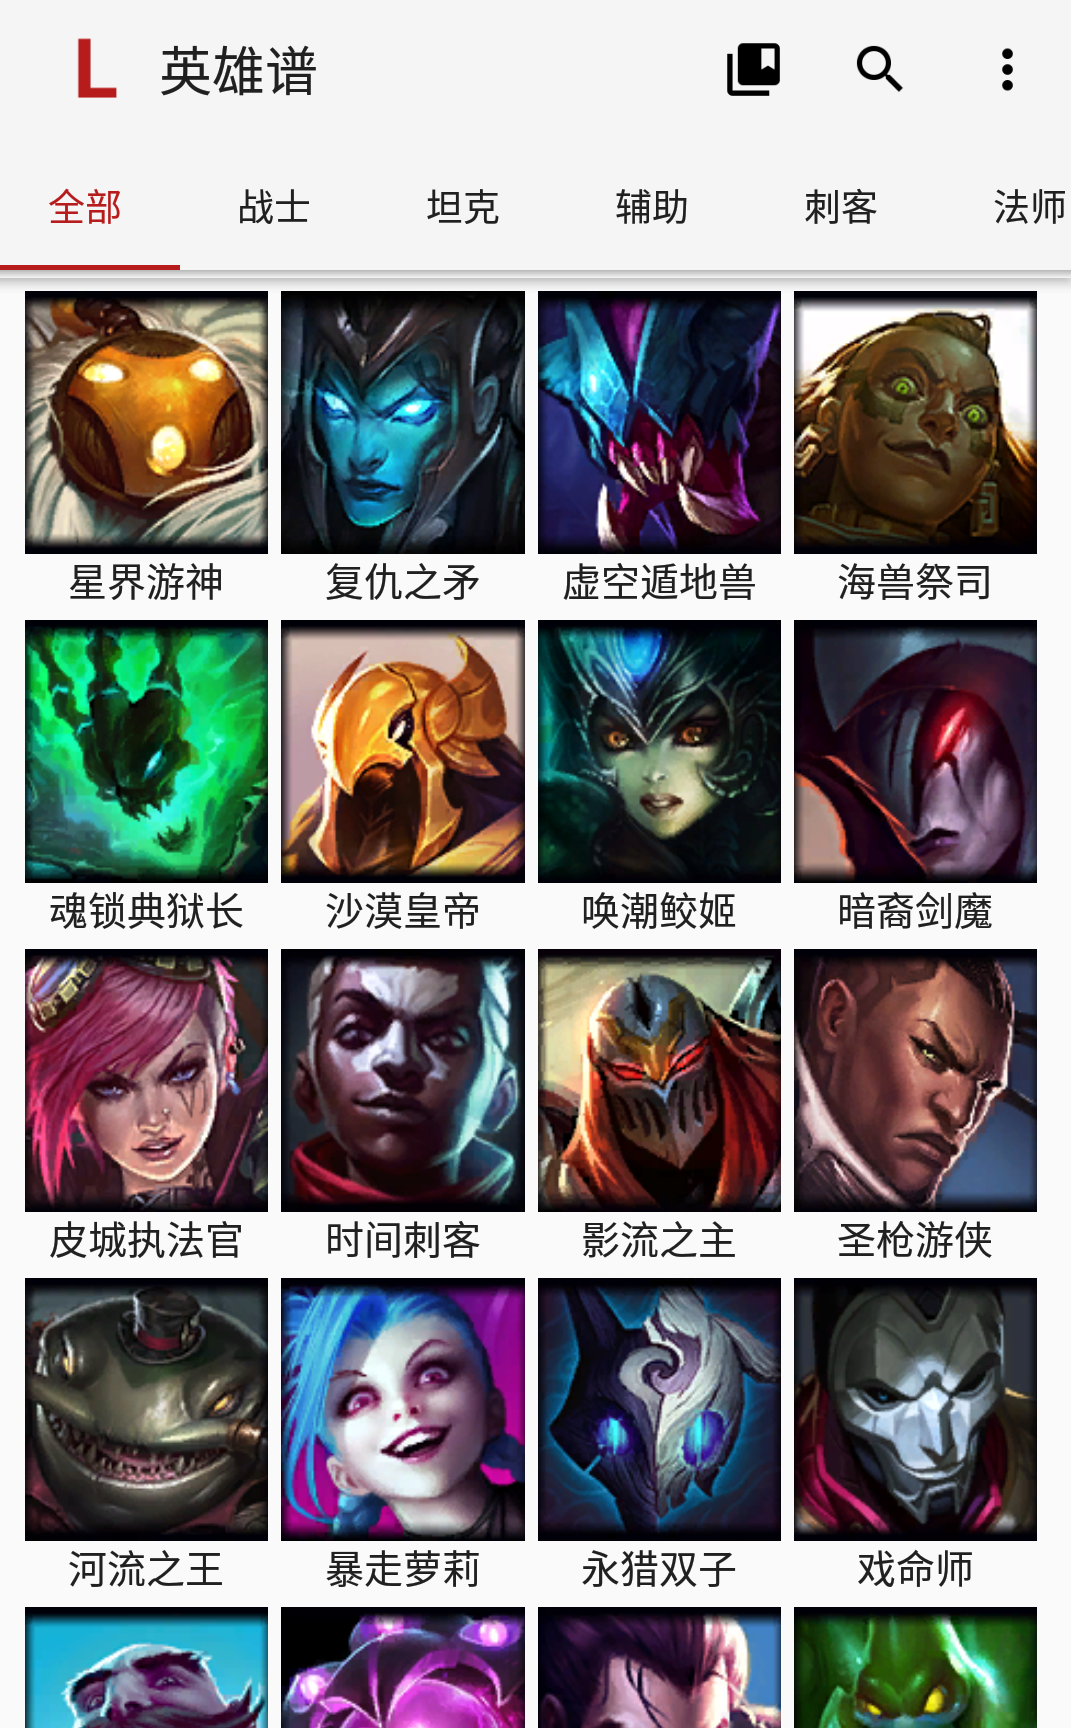 L 英雄谱
全部 战士 坦克 辅助 刺客 法师
星界游神 复仇之矛 虚空遁地兽 海兽祭司
魂锁典狱长 沙漠皇帝 唤潮鲛姬 暗裔剑魔
皮城执法官 时间刺客 影流之主 圣枪游侠
河流之王 暴走萝莉 永猎双子 戏命师